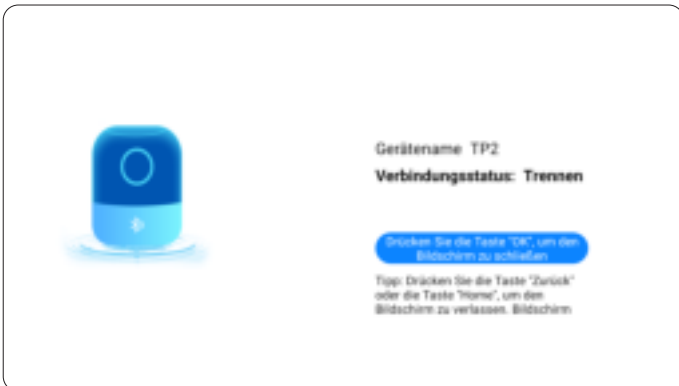 Gerätename TP2
Verbindungsstatus: Trennen
Drücken Sie die Taste "OK", um den
Bildschirm zu schließen
Tipp: Drücken Sie die Taste "Zurück"
oder die Taste "Home", um den
Bildschirm zu verlassen. Bildschirm